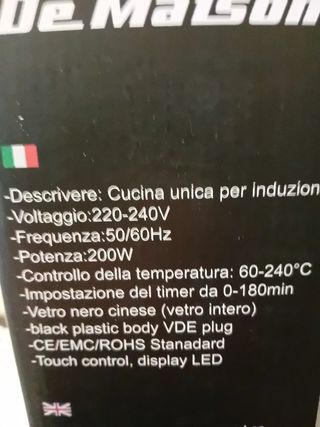 De Maison
-Descrivere: Cucina unica per induzion
-Voltaggio:220-240V
-Frequenza:50/60Hz
-Potenza:200W
-Controllo della temperatura: 60-240°C
-Impostazione del timer da 0-180min
-Vetro nero cinese (vetro intero)
-black plastic body VDE plug
-CE/EMC/ROHS Stanadard
-Touch control, display LED